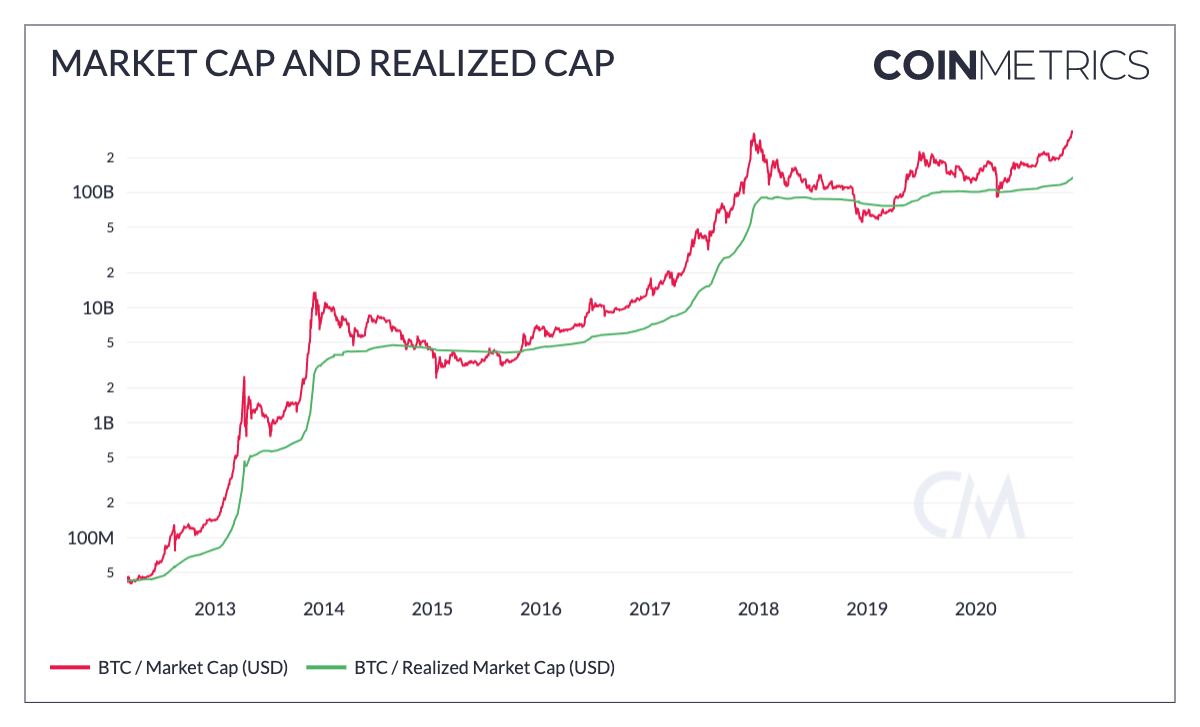 MARKET CAP AND REALIZED CAP
COINMETRICS
2
100B
5
2
10B
5
2
1B
5
2
100M
5
2013 2014 2015 2016 2017 2018 2019 2020
CM
BTC / Market Cap (USD) BTC / Realized Market Cap (USD)